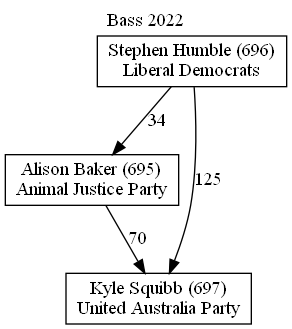 Bass 2022
Stephen Humble (696)
Liberal Democrats
34
125
Alison Baker (695)
Animal Justice Party
70
Kyle Squibb (697)
United Australia Party